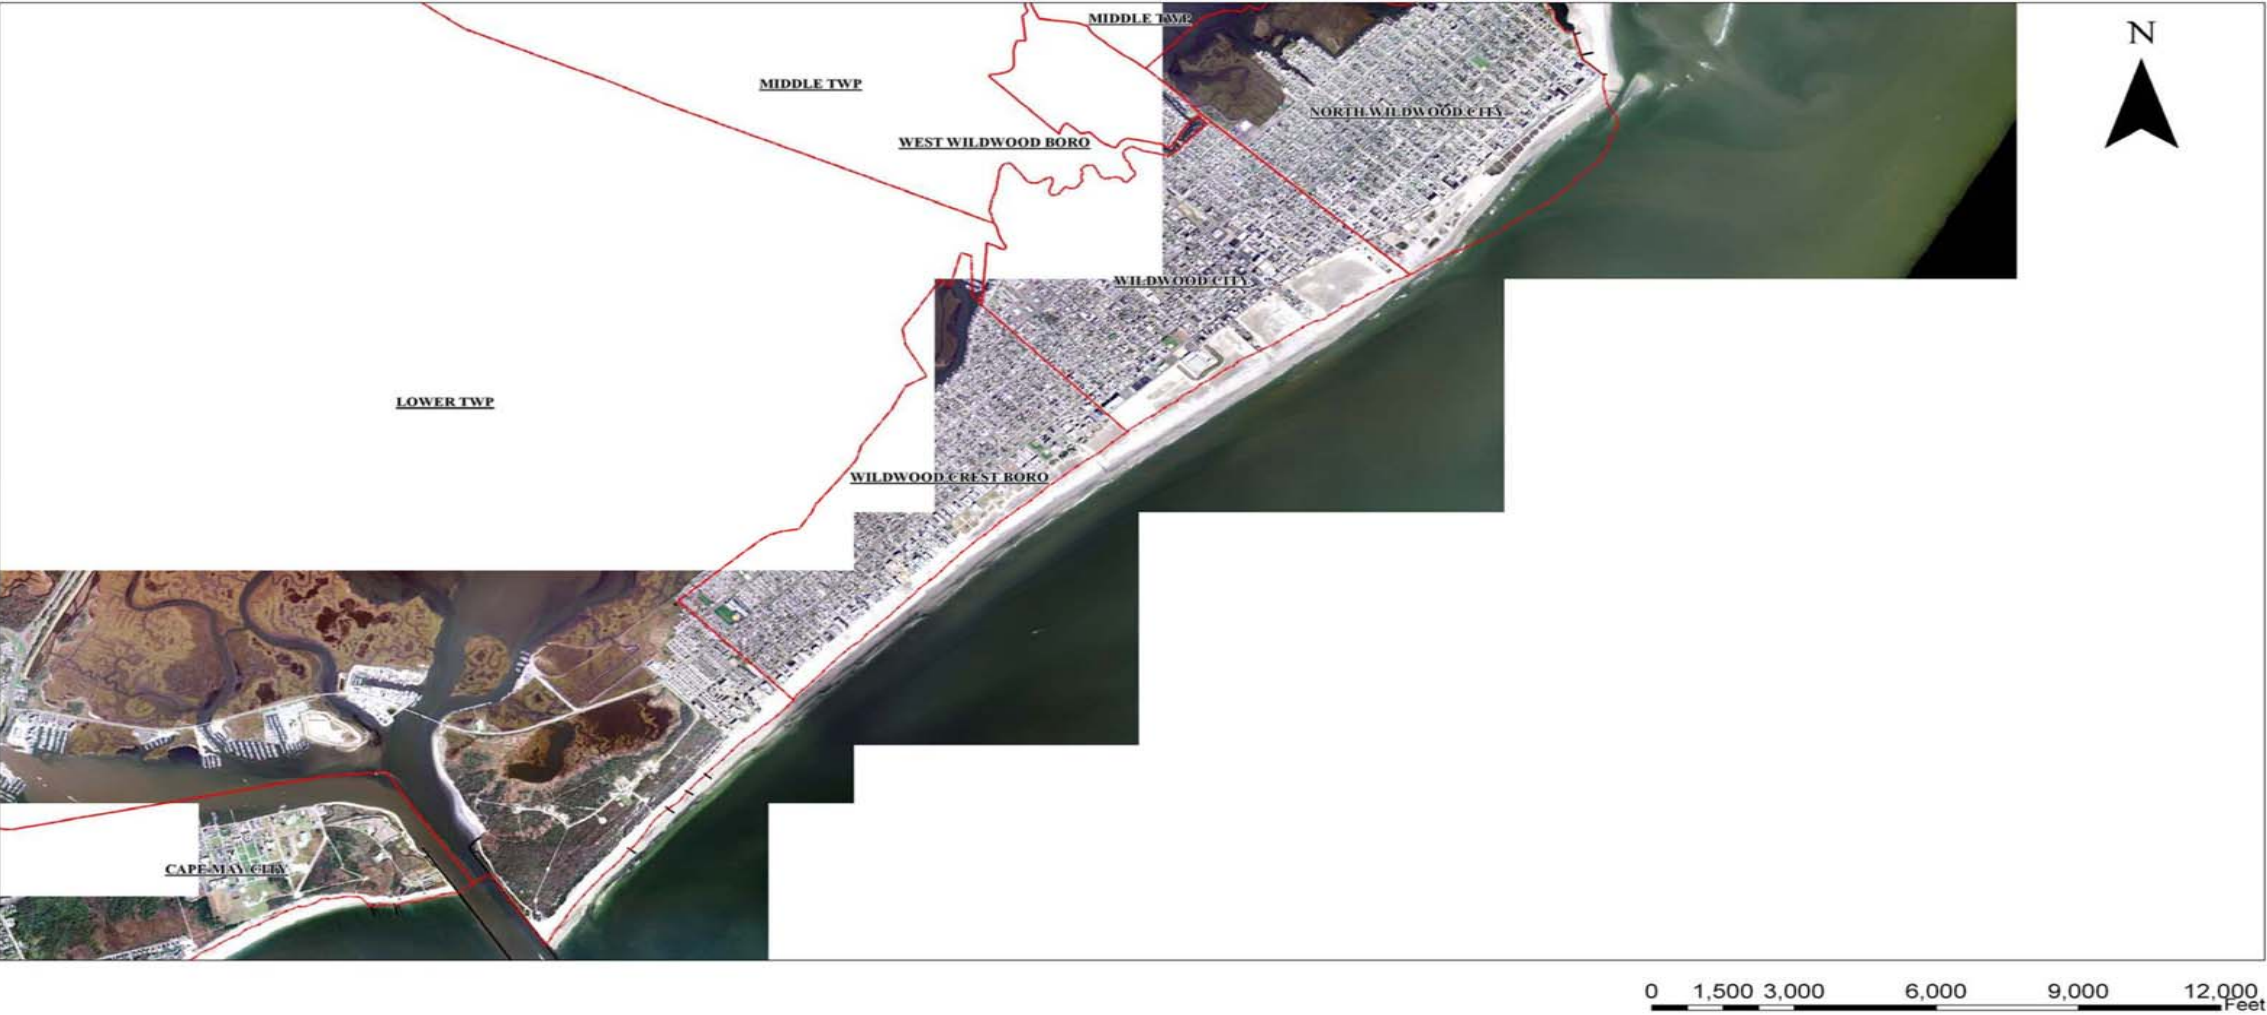 MIDDLE TWP
N
MIDDLE TWP
NORTH WILDWOOD CITY
WEST WILDWOOD BORO
WILDWOOD CITY
LOWER TWP
WILDWOOD CREST BORO
CAPE MAY CITY
0 1,500 3,000 6,000 9,000 12,000
Feet